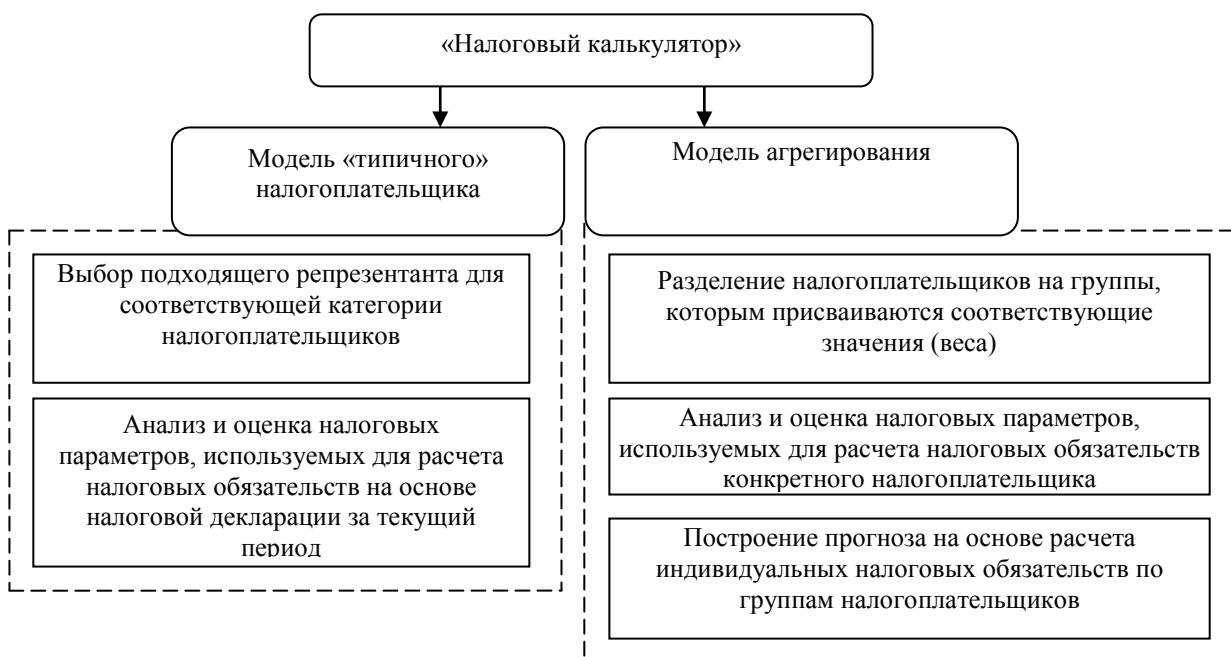 «Налоговый калькулятор»
Модель «типичного»
налогоплательщика
Модель агрегирования
Выбор подходящего репрезентанта для
соответствующей категории
налогоплательщиков
Анализ и оценка налоговых
параметров, используемых для расчета
налоговых обязательств на основе
налоговой декларации за текущий
период
Разделение налогоплательщиков на группы,
которым присваиваются соответствующие
значения (веса)
Анализ и оценка налоговых параметров,
используемых для расчета налоговых обязательств
конкретного налогоплательщика
Построение прогноза на основе расчета
индивидуальных налоговых обязательств по
группам налогоплательщиков